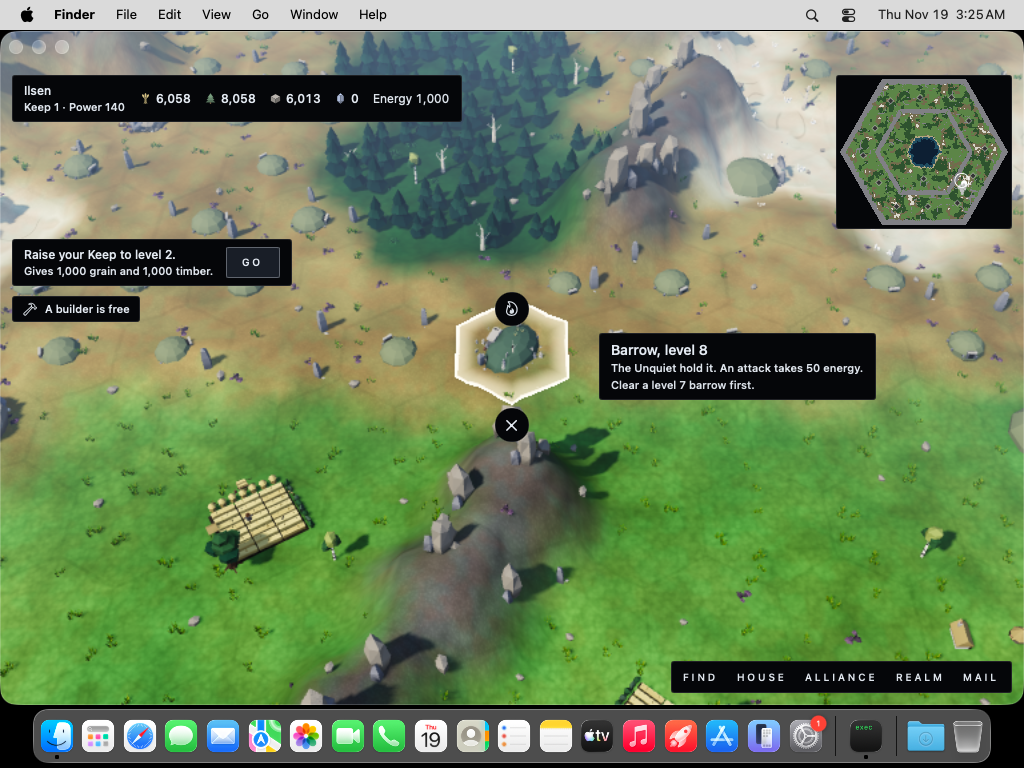 Finder File Edit View Go Window Help Thu Nov 19 3:25 AM
Ilsen
Keep 1 · Power 140
6,058 8,058 6,013 0 Energy 1,000
Raise your Keep to level 2.
Gives 1,000 grain and 1,000 timber.
GO
A builder is free
Barrow, level 8
The Unquiet hold it. An attack takes 50 energy.
Clear a level 7 barrow first.
FIND HOUSE ALLIANCE REALM MAIL
Thu
19
tv
1
exec